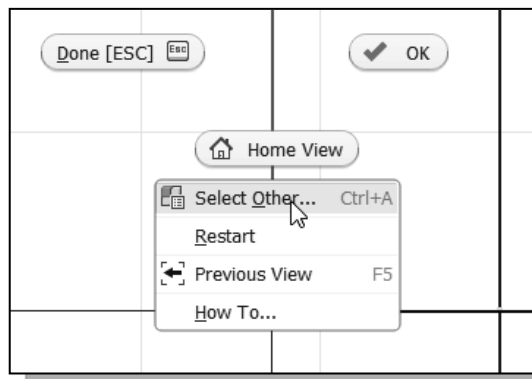 Done [ESC] Esc
OK
Home View
Select Other... Ctrl+A
Restart
Previous View F5
How To...